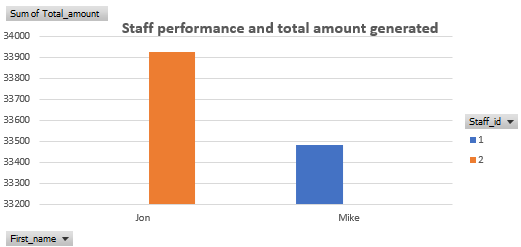 Sum of Total_amount
Staff performance and total amount generated
34000
33900
33800
33700
33600
33500
33400
33300
33200
Jon Mike
Staff_id
1
2
First_name